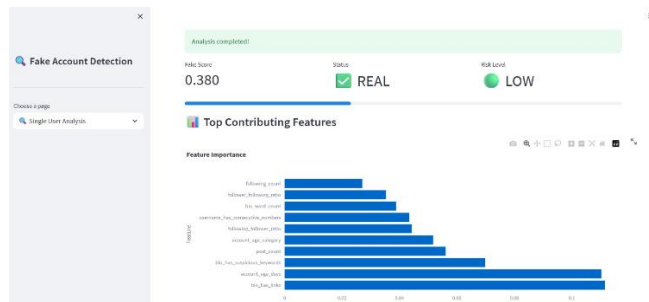 Fake Account Detection
Choose a page
Single User Analysis
Analysis completed!
Fake Score
0.380
Status
REAL
Risk Level
LOW
Top Contributing Features
Feature Importance
Feature
following_count
follower_following_ratio
bio_word_count
username_has_consecutive_numbers
following_follower_ratio
account_age_category
post_count
bio_has_suspicious_keywords
account_age_days
bio_has_links
0
0.02
0.04
0.06
0.08
0.1